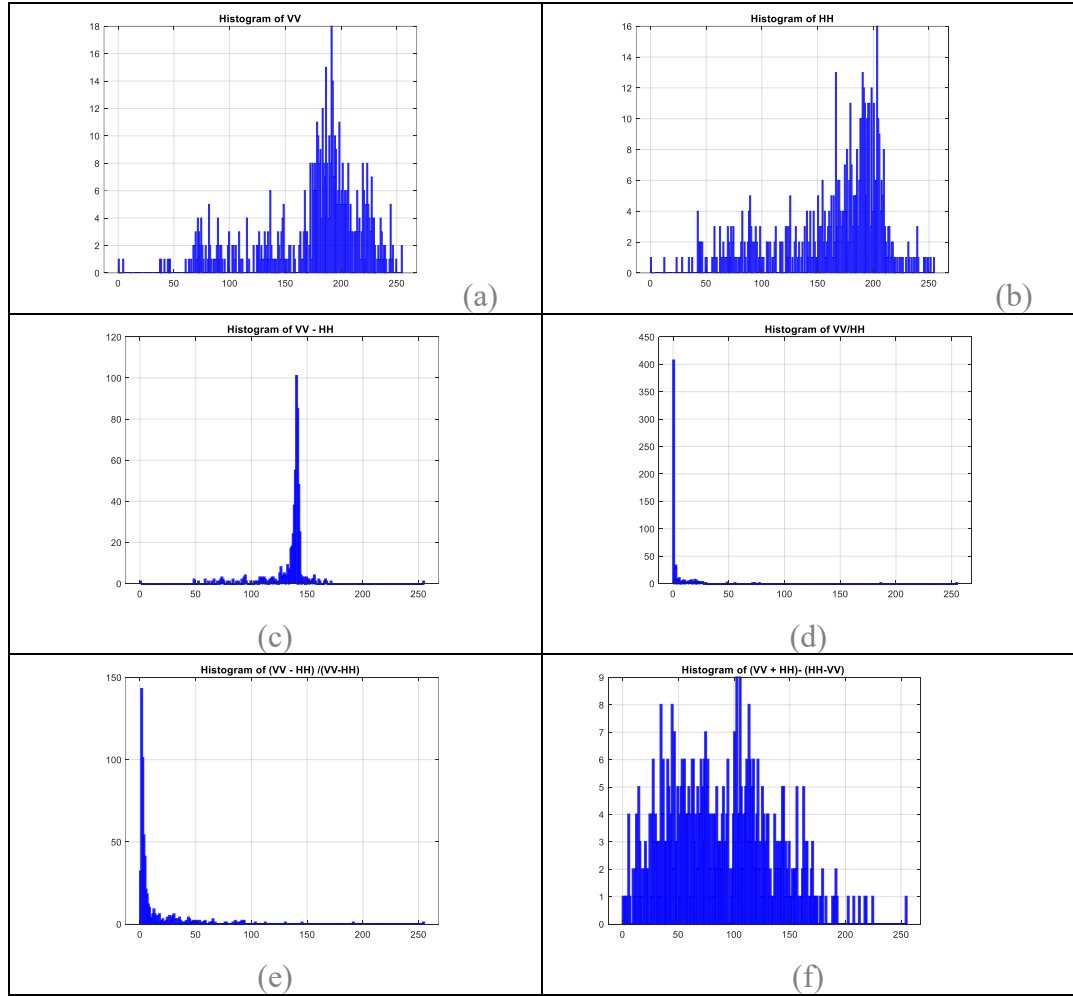 Histogram of VV
18
16
14
12
10
8
6
4
2
0
0 50 100 150 200 250
(a)
Histogram of HH
16
14
12
10
8
6
4
2
0
0 50 100 150 200 250
(b)
Histogram of VV - HH
120
100
80
60
40
20
0
0 50 100 150 200 250
(c)
Histogram of VV/HH
450
400
350
300
250
200
150
100
50
0
0 50 100 150 200 250
(d)
Histogram of (VV - HH) /(VV-HH)
150
100
50
0
0 50 100 150 200 250
(e)
Histogram of (VV + HH)- (HH-VV)
9
8
7
6
5
4
3
2
1
0
0 50 100 150 200 250
(f)